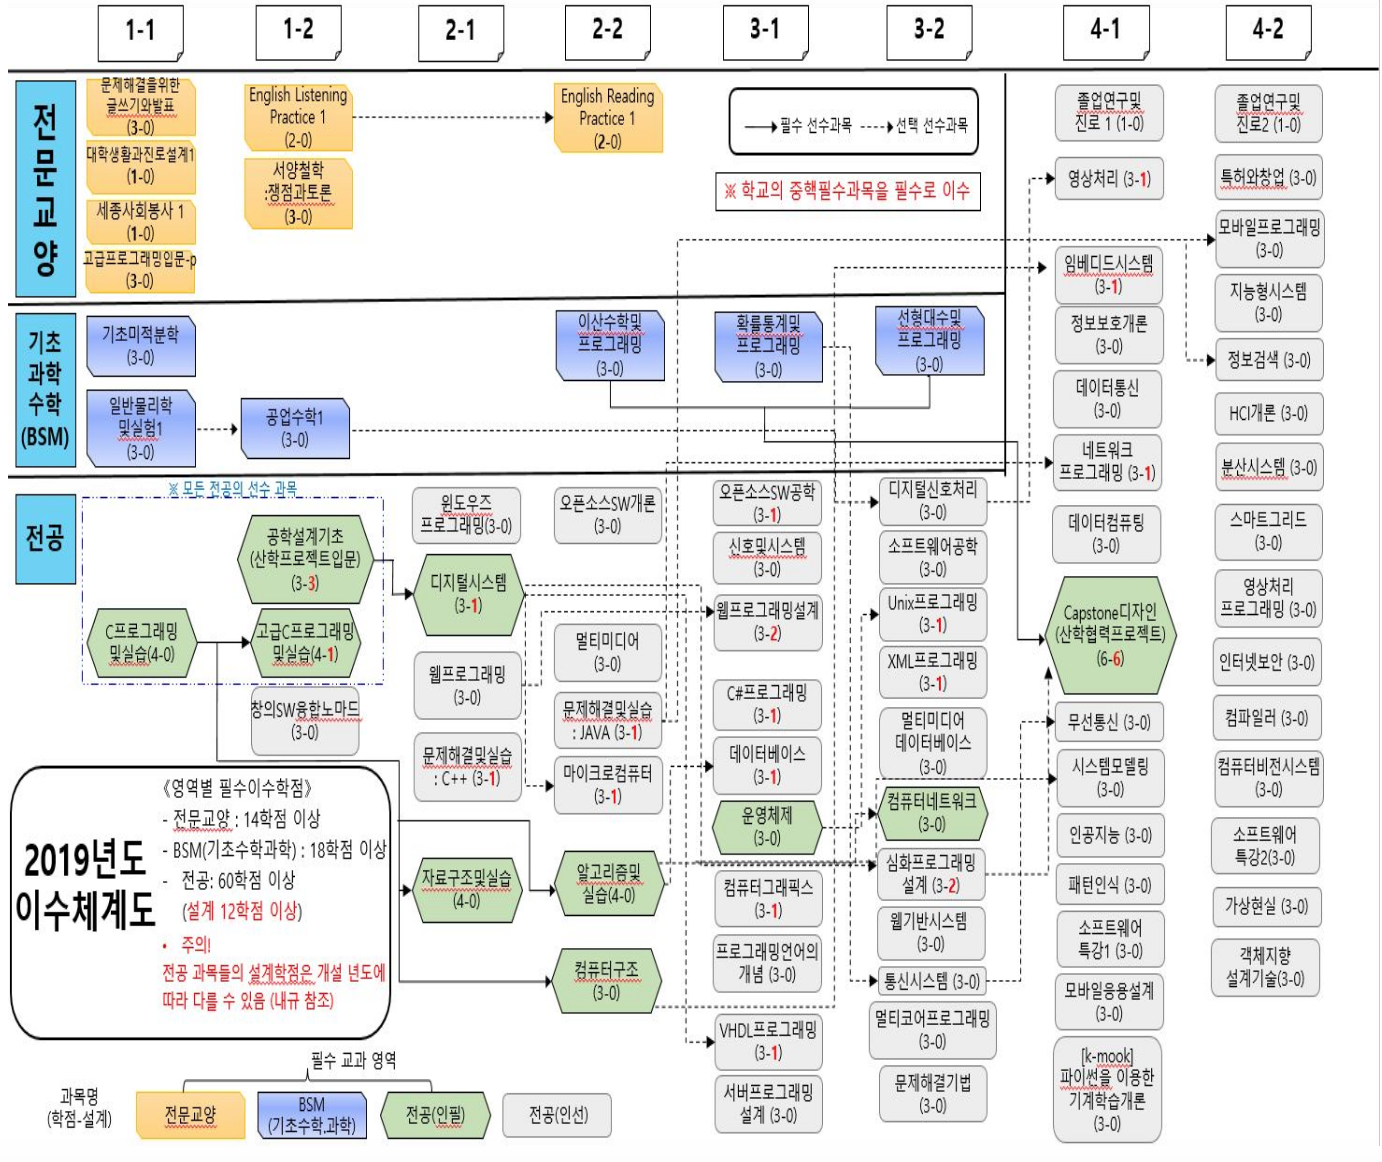 1-1
1-2
2-1
2-2
3-1
3-2
4-1
4-2
전
문
교
양
문제해결을위한
글쓰기와발표
(3-0)
대학생활과진로설계1
(1-0)
세종사회봉사 1
(1-0)
고급프로그래밍입문-p
(3-0)
English Listening
Practice 1
(2-0)
서양철학
:쟁점과토론
(3-0)
English Reading
Practice 1
(2-0)
필수 선수과목
선택 선수과목
※ 학교의 중핵필수과목을 필수로 이수
기초
과학
수학
(BSM)
기초미적분학
(3-0)
일반물리학
및실험1
(3-0)
공업수학1
(3-0)
이산수학및
프로그래밍
(3-0)
확률통계및
프로그래밍
(3-0)
선형대수및
프로그래밍
(3-0)
전공
※ 모든 전공의 선수 과목
C프로그래밍
및실습(4-0)
공학설계기초
(산학프로젝트입문)
(3-3)
고급C프로그래밍
및실습(4-1)
창의SW융합노마드
(3-0)
윈도우즈
프로그래밍(3-0)
디지털시스템
(3-1)
웹프로그래밍
(3-0)
문제해결및실습
: C++ (3-1)
자료구조및실습
(4-0)
오픈소스SW개론
(3-0)
멀티미디어
(3-0)
문제해결및실습
: JAVA (3-1)
마이크로컴퓨터
(3-1)
알고리즘및
실습(4-0)
컴퓨터구조
(3-0)
오픈소스SW공학
(3-1)
신호및시스템
(3-0)
웹프로그래밍설계
(3-2)
C#프로그래밍
(3-1)
데이터베이스
(3-1)
운영체제
(3-0)
컴퓨터그래픽스
(3-1)
프로그래밍언어의
개념 (3-0)
VHDL프로그래밍
(3-1)
서버프로그래밍
설계 (3-0)
디지털신호처리
(3-0)
소프트웨어공학
(3-0)
Unix프로그래밍
(3-1)
XML프로그래밍
(3-1)
멀티미디어
데이터베이스
(3-0)
컴퓨터네트워크
(3-0)
심화프로그래밍
설계 (3-2)
웹기반시스템
(3-0)
통신시스템 (3-0)
멀티코어프로그래밍
(3-0)
문제해결기법
(3-0)
졸업연구및
진로 1 (1-0)
영상처리 (3-1)
임베디드시스템
(3-1)
정보보호개론
(3-0)
데이터통신
(3-0)
네트워크
프로그래밍 (3-1)
데이터컴퓨팅
(3-0)
Capstone디자인
(산학협력프로젝트)
(6-6)
무선통신 (3-0)
시스템모델링
(3-0)
인공지능 (3-0)
패턴인식 (3-0)
소프트웨어
특강1 (3-0)
모바일응용설계
(3-0)
[k-mook]
파이썬을 이용한
기계학습개론
(3-0)
졸업연구및
진로2 (1-0)
특허와창업 (3-0)
모바일프로그래밍
(3-0)
지능형시스템
(3-0)
정보검색 (3-0)
HCI개론 (3-0)
분산시스템 (3-0)
스마트그리드
(3-0)
영상처리
프로그래밍 (3-0)
인터넷보안 (3-0)
컴파일러 (3-0)
컴퓨터비전시스템
(3-0)
소프트웨어
특강2(3-0)
가상현실 (3-0)
객체지향
설계기술(3-0)
2019년도
이수체계도
《영역별 필수이수학점》
- 전문교양 : 14학점 이상
- BSM(기초수학과학) : 18학점 이상
- 전공: 60학점 이상
(설계 12학점 이상)
• 주의!
전공 과목들의 설계학점은 개설 년도에
따라 다를 수 있음 (내규 참조)
필수 교과 영역
과목명
(학점-설계)
전문교양
BSM
(기초수학,과학)
전공(인필)
전공(인선)